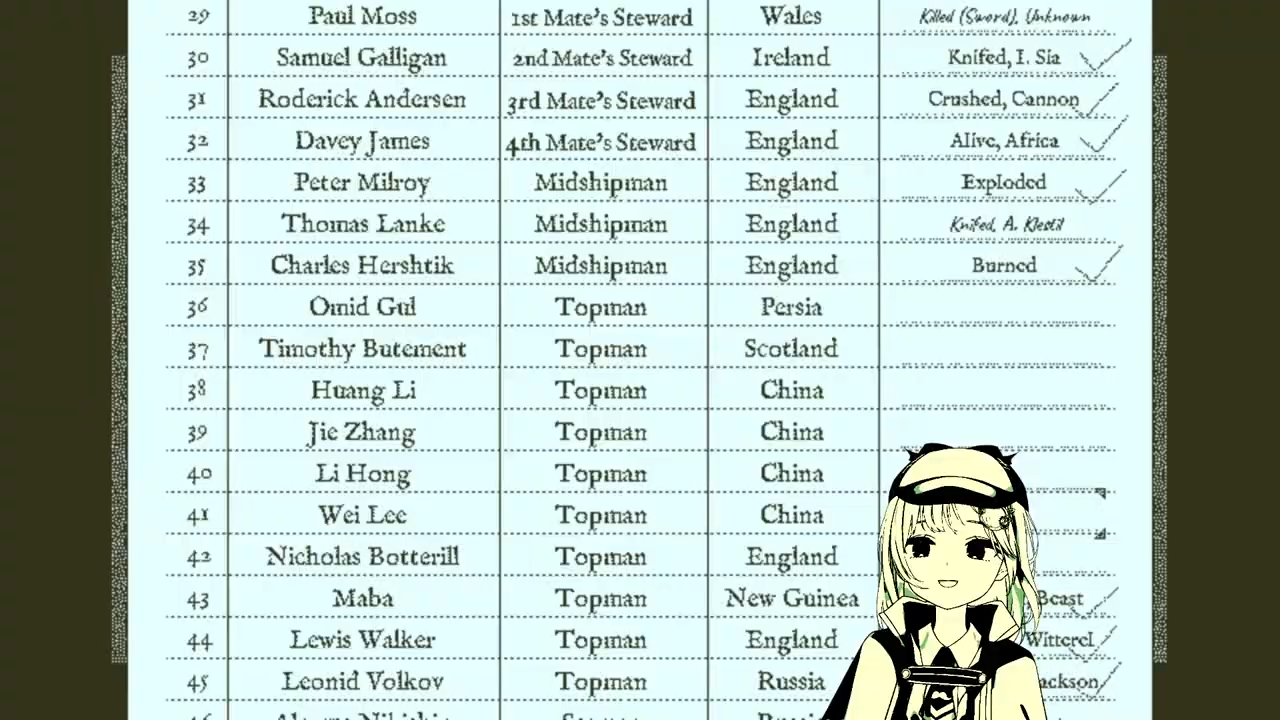 29 Paul Moss 1st Mate's Steward Wales Killed (Sword), Unknown
30 Samuel Galligan 2nd Mate's Steward Ireland Knifed, I. Sia
31 Roderick Andersen 3rd Mate's Steward England Crushed, Cannon
32 Davey James 4th Mate's Steward England Alive, Africa
33 Peter Milroy Midshipman England Exploded
34 Thomas Lanke Midshipman England Knifed, A. Klestil
35 Charles Hershtik Midshipman England Burned
36 Omid Gul Topman Persia
37 Timothy Butement Topman Scotland
38 Huang Li Topman China
39 Jie Zhang Topman China
40 Li Hong Topman China
41 Wei Lee Topman China
42 Nicholas Botterill Topman England
43 Maba Topman New Guinea Beast
44 Lewis Walker Topman England Witterel
45 Leonid Volkov Topman Russia